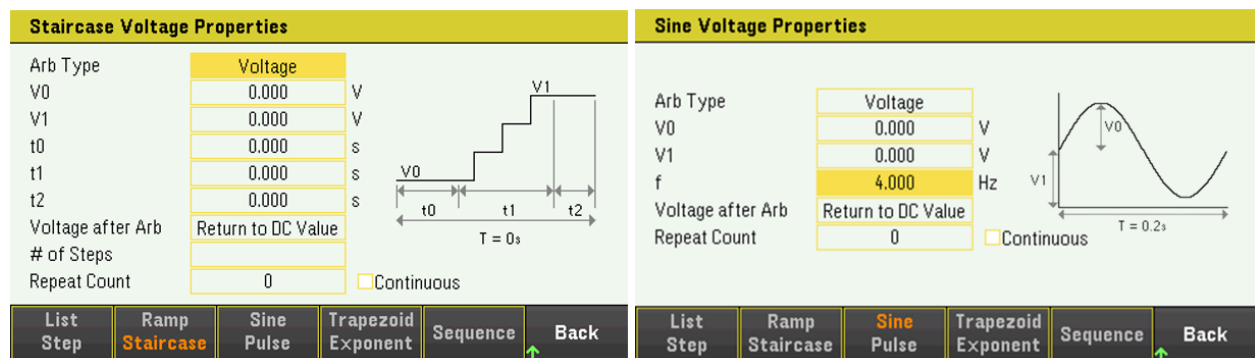 Staircase Voltage Properties
Arb Type Voltage
V0 0.000 V
V1 0.000 V
t0 0.000 s
t1 0.000 s
t2 0.000 s
Voltage after Arb Return to DC Value
# of Steps
Repeat Count 0 Continuous
V1
V0
t0 t1 t2
T = 0s
List Step
Ramp Staircase
Sine Pulse
Trapezoid Exponent
Sequence
Back
Sine Voltage Properties
Arb Type Voltage
V0 0.000 V
V1 0.000 V
f 4.000 Hz
Voltage after Arb Return to DC Value
Repeat Count 0 Continuous
V0
V1
T = 0.2s
List Step
Ramp Staircase
Sine Pulse
Trapezoid Exponent
Sequence
Back